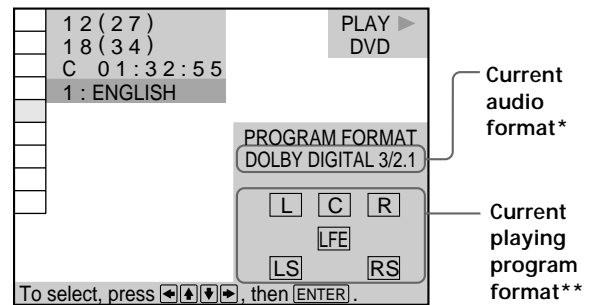 12(27)
18(34)
C 01:32:55
1 : ENGLISH
PLAY
DVD
PROGRAM FORMAT
DOLBY DIGITAL 3/2.1
L C R
LFE
LS RS
To select, press ←↑↓→, then ENTER.
Current
audio
format*
Current
playing
program
format**